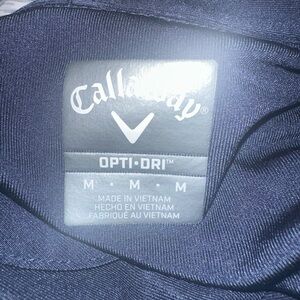 Callaway®
OPTI•DRI™
M • M • M
MADE IN VIETNAM
HECHO EN VIETNAM
FABRIQUÉ AU VIETNAM